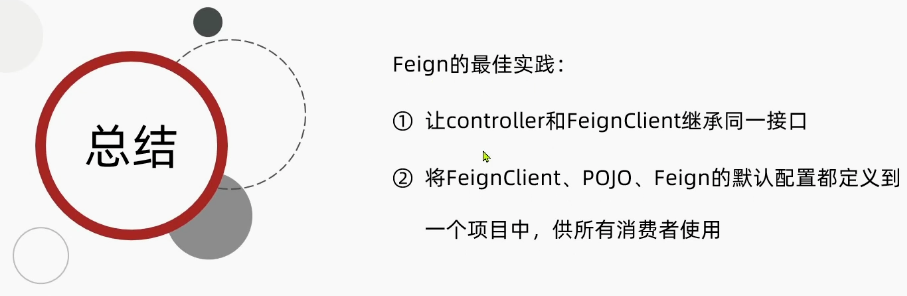 总结
Feign的最佳实践：
① 让controller和FeignClient继承同一接口
② 将FeignClient、POJO、Feign的默认配置都定义到
一个项目中，供所有消费者使用